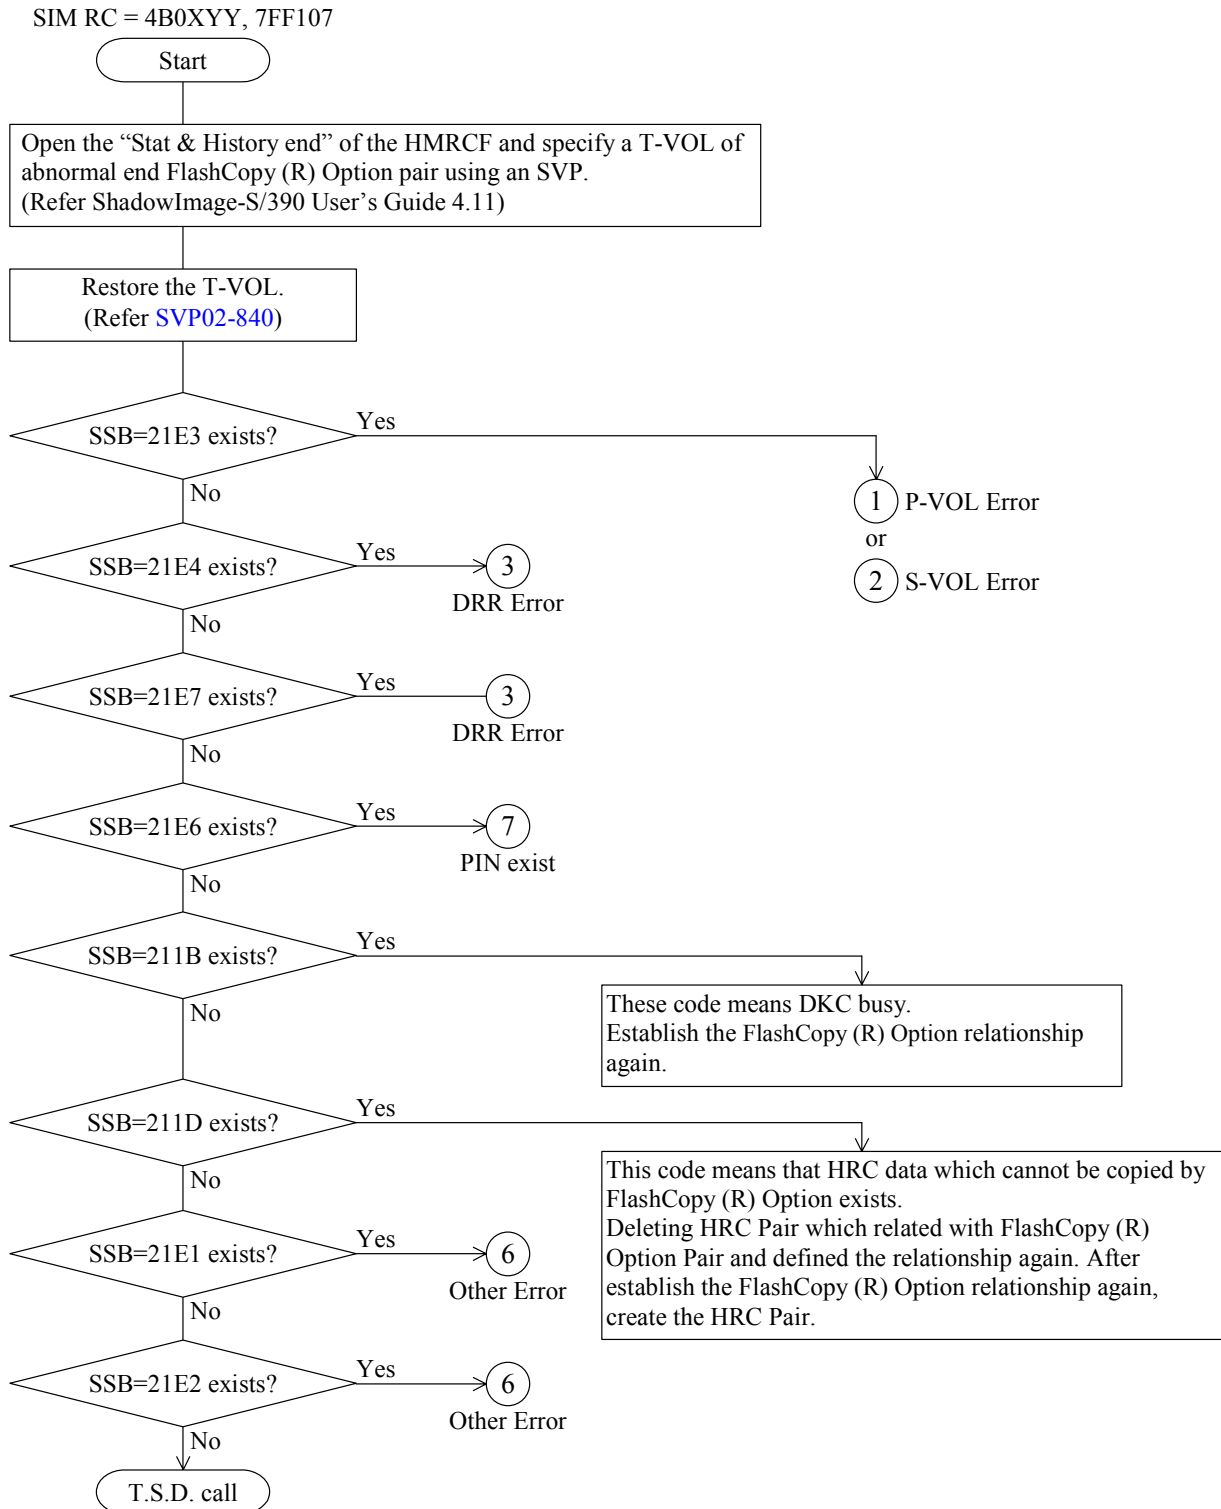 SIM RC = 4B0XYY, 7FF107
Start
Open the “Stat & History end” of the HMRCF and specify a T-VOL of
abnormal end FlashCopy (R) Option pair using an SVP.
(Refer ShadowImage-S/390 User’s Guide 4.11)
Restore the T-VOL.
(Refer SVP02-840)
SSB=21E3 exists?
Yes
No
1 P-VOL Error
or
2 S-VOL Error
SSB=21E4 exists?
Yes
3
DRR Error
No
SSB=21E7 exists?
Yes
3
DRR Error
No
SSB=21E6 exists?
Yes
7
PIN exist
No
SSB=211B exists?
Yes
No
These code means DKC busy.
Establish the FlashCopy (R) Option relationship
again.
SSB=211D exists?
Yes
No
This code means that HRC data which cannot be copied by
FlashCopy (R) Option exists.
Deleting HRC Pair which related with FlashCopy (R)
Option Pair and defined the relationship again. After
establish the FlashCopy (R) Option relationship again,
create the HRC Pair.
SSB=21E1 exists?
Yes
6
Other Error
No
SSB=21E2 exists?
Yes
6
Other Error
No
T.S.D. call